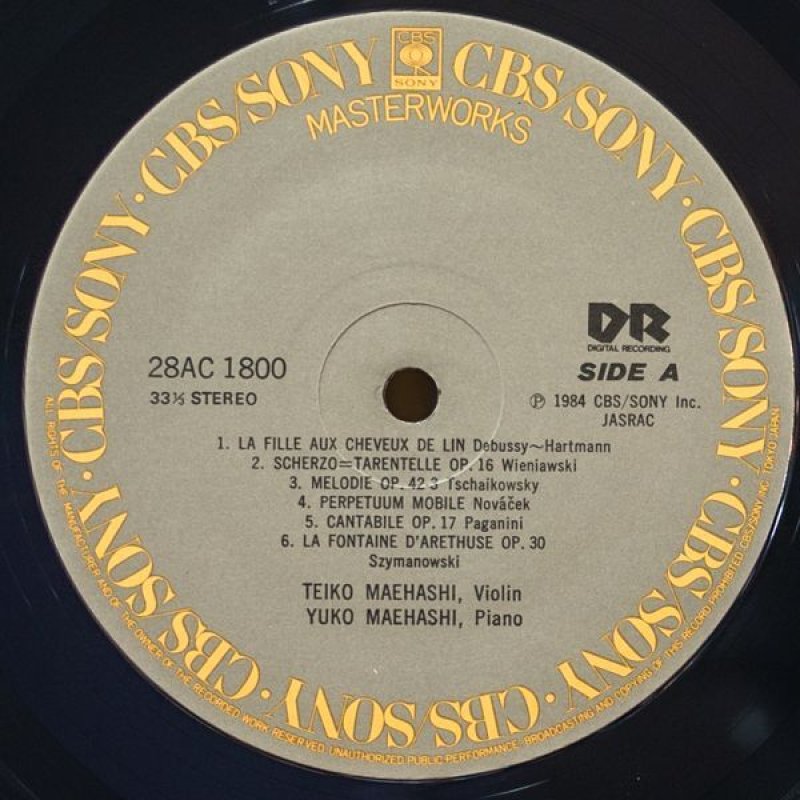 CBS
SONY
CBS/SONY · CBS/SONY · CBS/SONY · CBS/SONY · CBS/SONY · CBS/SONY · CBS/SONY · CBS/SONY
MASTERWORKS
DR
DIGITAL RECORDING
28AC 1800
SIDE A
33⅓ STEREO
℗ 1984 CBS/SONY Inc.
JASRAC
1. LA FILLE AUX CHEVEUX DE LIN Debussy~Hartmann
2. SCHERZO=TARENTELLE OP. 16 Wieniawski
3. MELODIE OP. 42 3 Tschaikowsky
4. PERPETUUM MOBILE Nováček
5. CANTABILE OP. 17 Paganini
6. LA FONTAINE D'ARETHUSE OP. 30
Szymanowski
TEIKO MAEHASHI, Violin
YUKO MAEHASHI, Piano
ALL RIGHTS OF THE MANUFACTURER AND OF THE OWNER OF THE RECORDED WORK RESERVED. UNAUTHORIZED PUBLIC PERFORMANCE, BROADCASTING AND COPYING OF THIS RECORD PROHIBITED. CBS/SONY INC. TOKYO JAPAN.